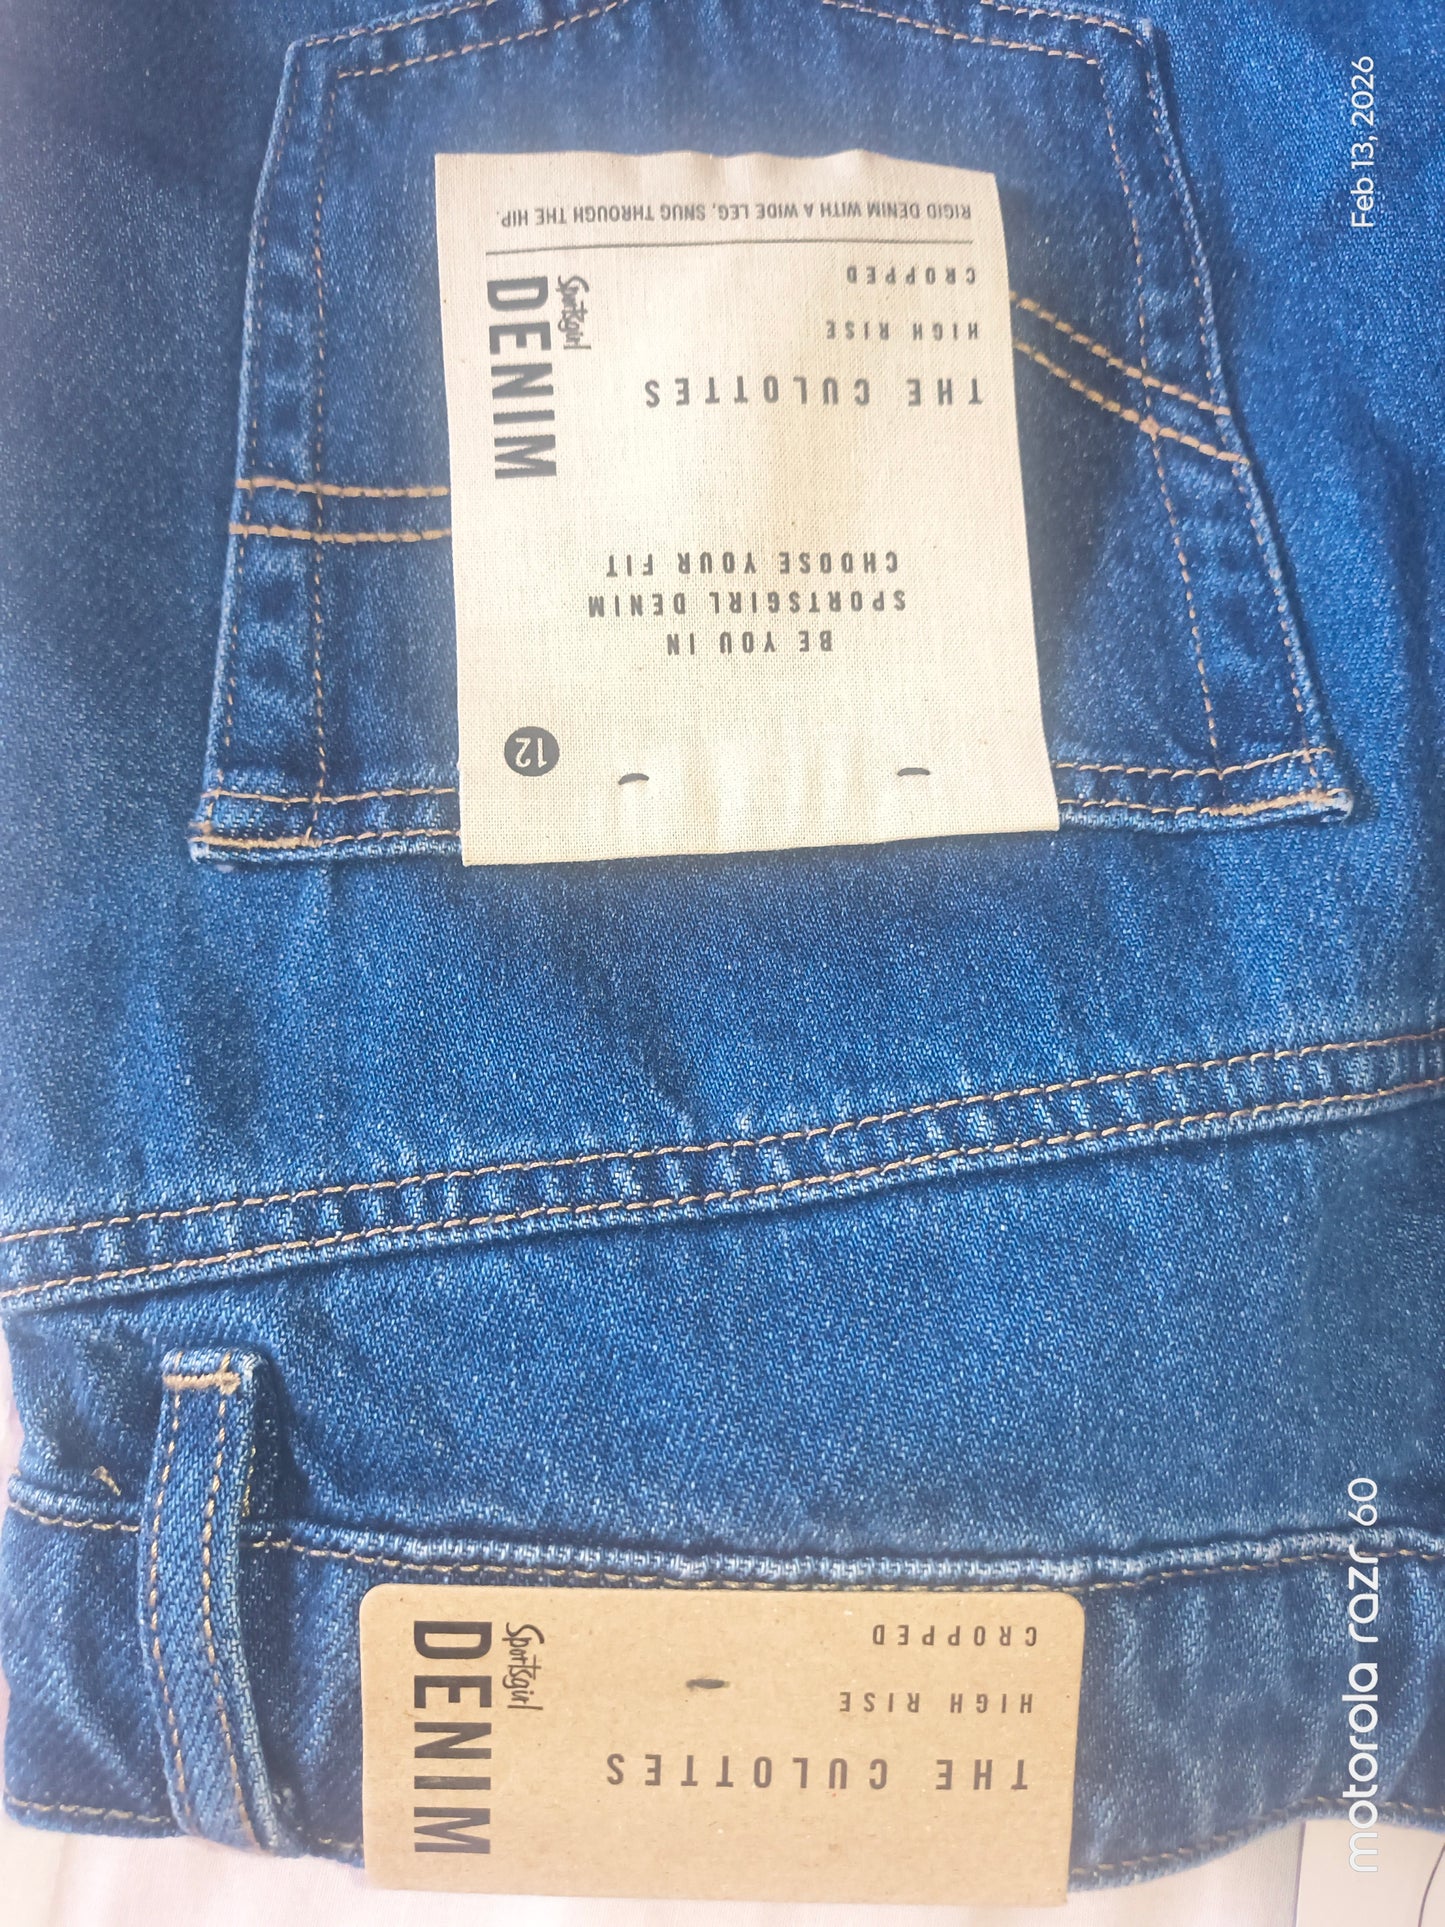 BE YOU IN
SPORTSGIRL DENIM
CHOOSE YOUR FIT
12
THE CULOTTES
HIGH RISE
CROPPED
Sportsgirl
DENIM
RIGID DENIM WITH A WIDE LEG, SNUG THROUGH THE HIP.
THE CULOTTES
HIGH RISE
CROPPED
Sportsgirl
DENIM
motorola razr 60
Feb 13, 2026